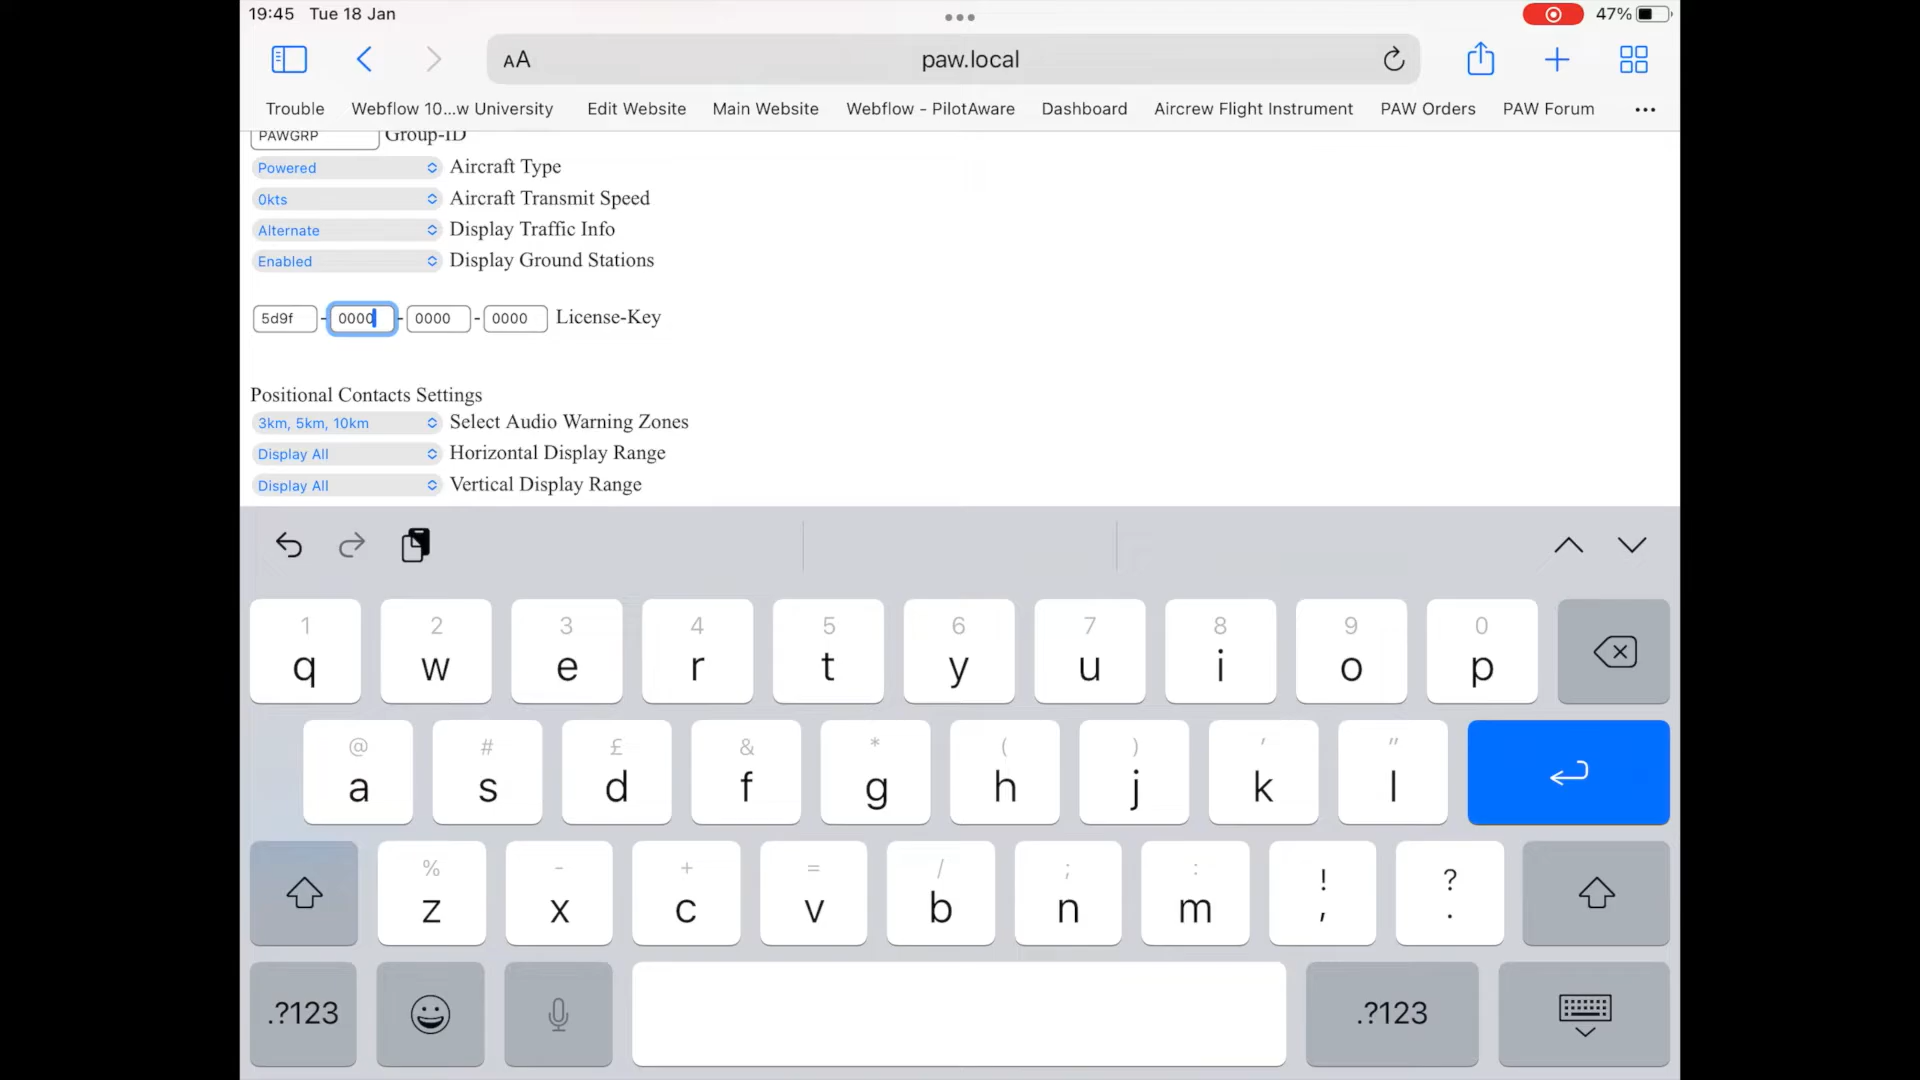 19:45 Tue 18 Jan 47%
AA paw.local
Trouble Webflow 10...w University Edit Website Main Website Webflow - PilotAware Dashboard Aircrew Flight Instrument PAW Orders PAW Forum
PAWGRP Group-ID
Powered Aircraft Type
0kts Aircraft Transmit Speed
Alternate Display Traffic Info
Enabled Display Ground Stations
5d9f - 0000 - 0000 - 0000 License-Key
Positional Contacts Settings
3km, 5km, 10km Select Audio Warning Zones
Display All Horizontal Display Range
Display All Vertical Display Range
1 2 3 4 5 6 7 8 9 0
q w e r t y u i o p
@ # £ & * ( ) ' "
a s d f g h j k l
% - + = / ; : ! ?
z x c v b n m , .
.?123 .?123